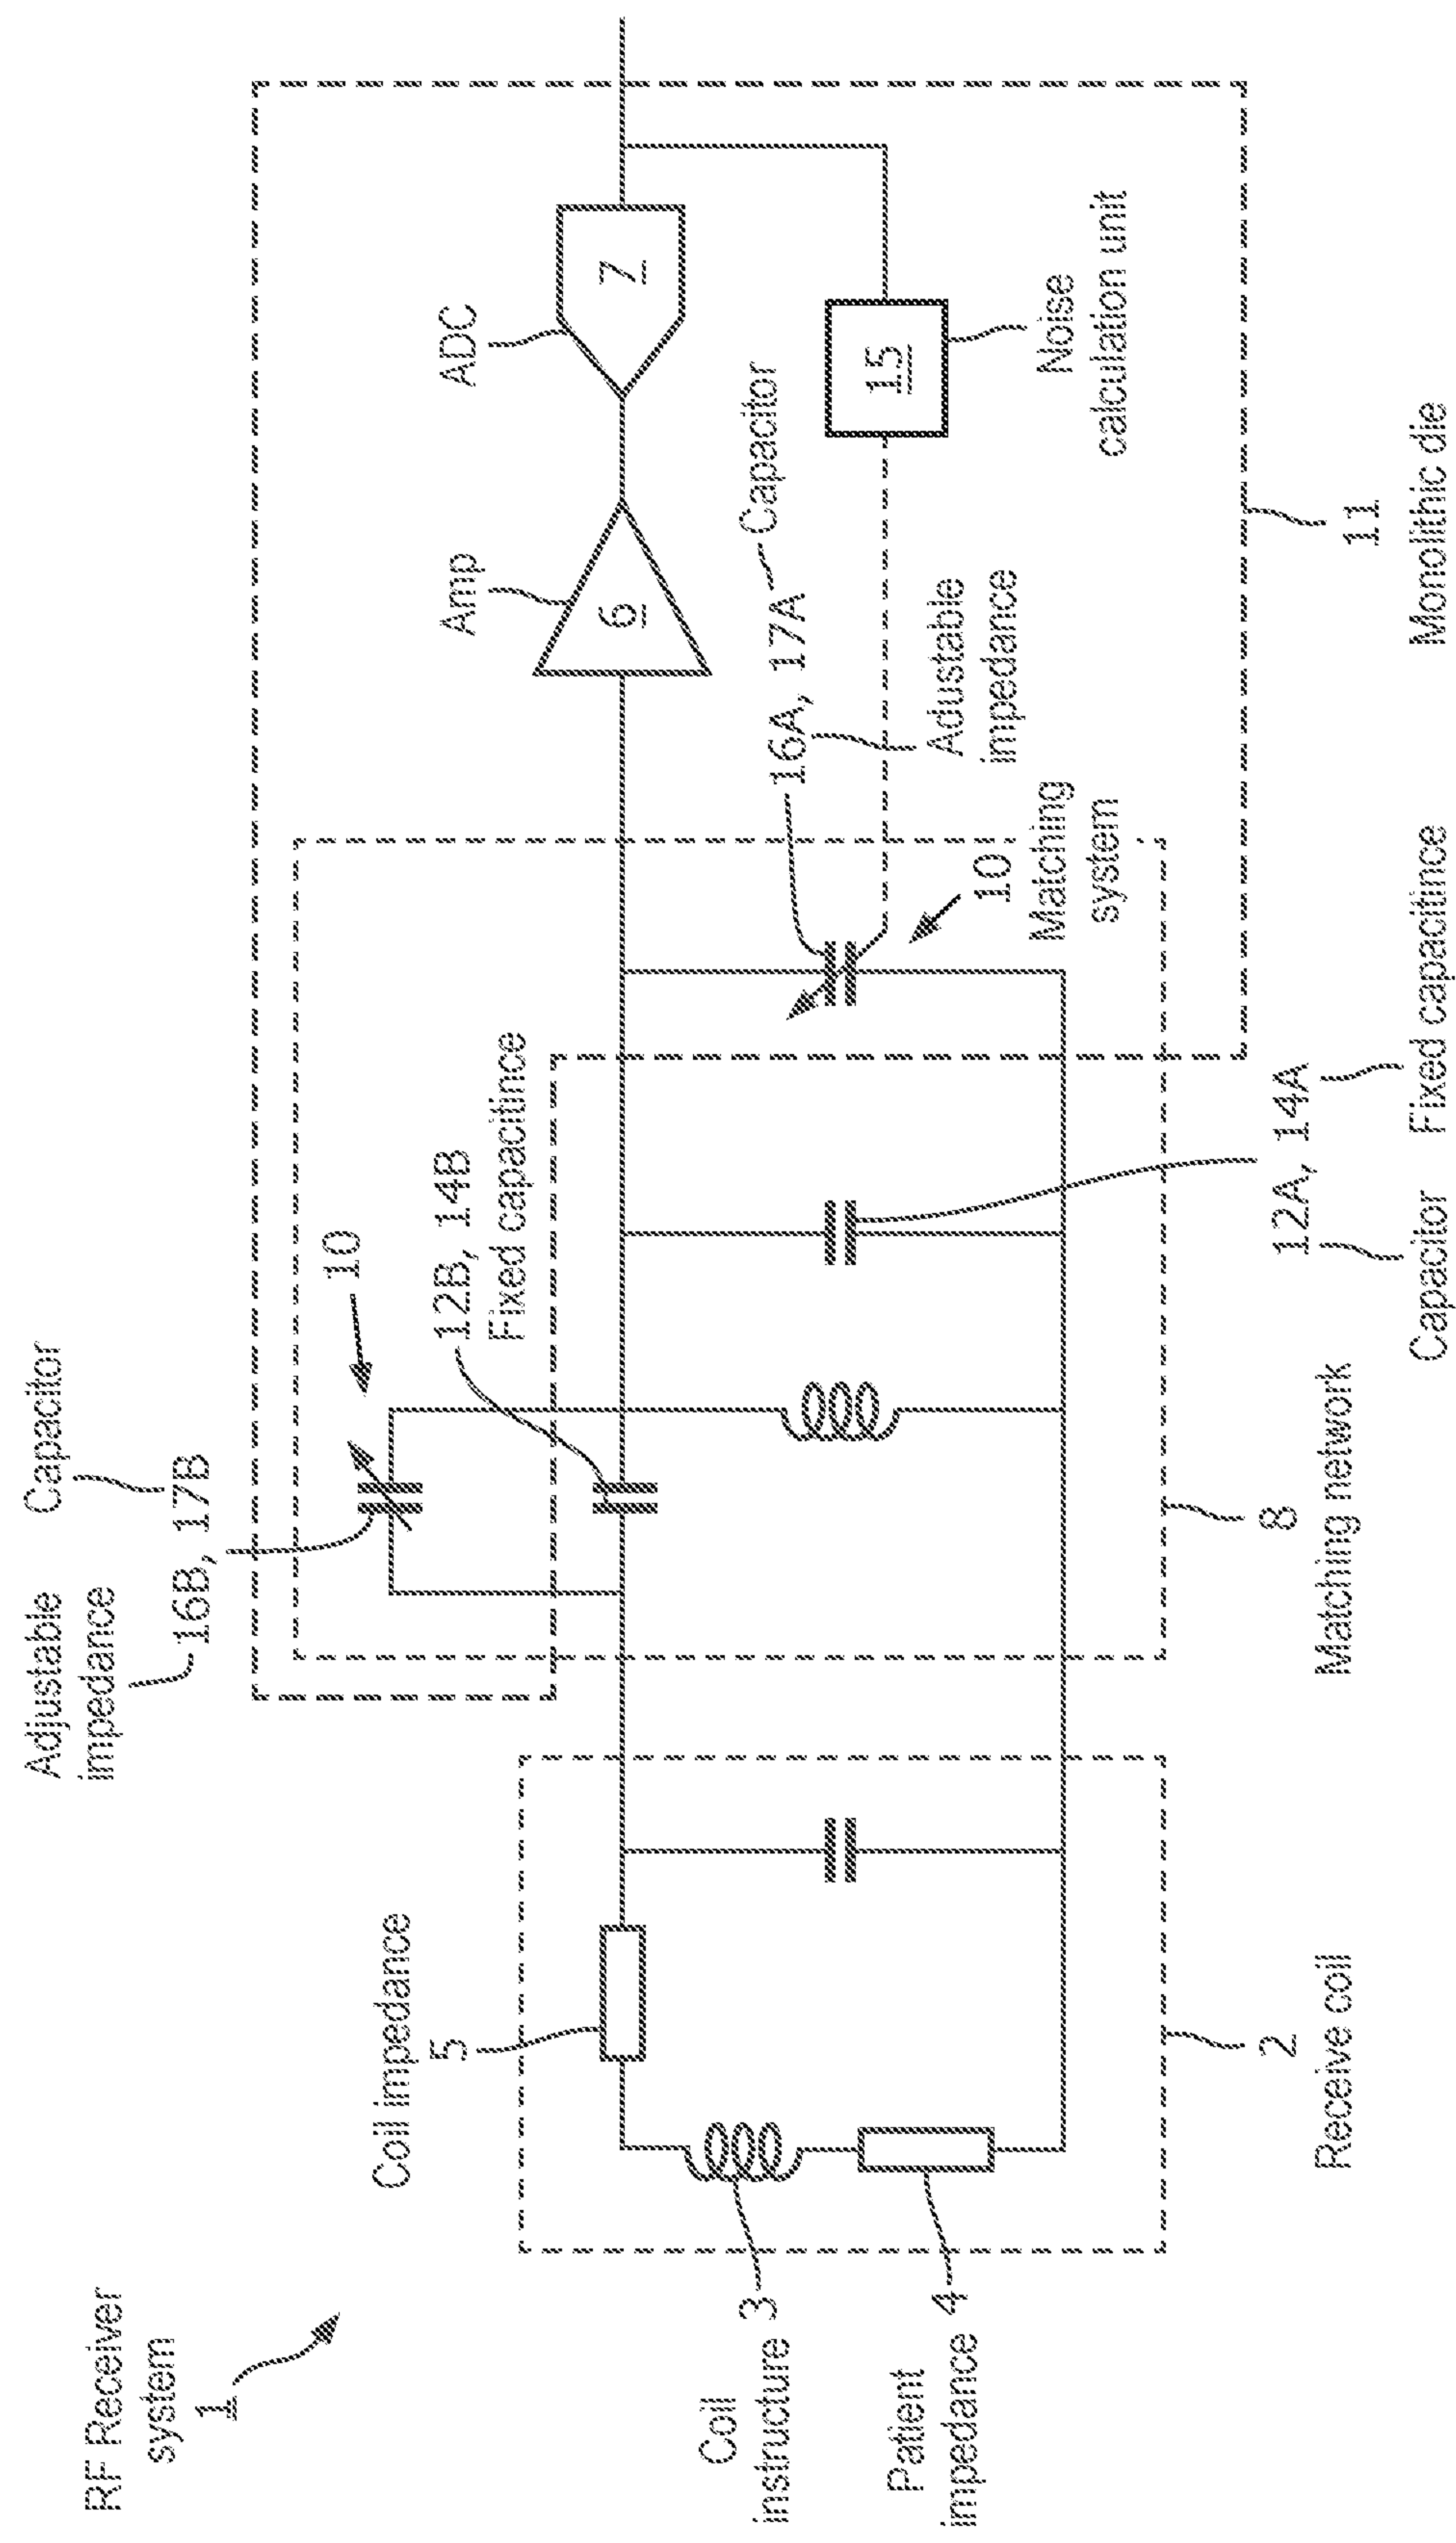 RF Receiver
system
1
Adjustable
impedance
Capacitor
16B, 17B
10
12B, 14B
Fixed capacitince
Amp
6
ADC
7
Coil impedance
5
Coil
instructure
3
Patient
impedance
4
16A, 17A
Capacitor
Adustable
impedance
15
Noise
calculation unit
10
Matching
system
2
Receive coil
8
Matching network
12A, 14A
Capacitor
Fixed capacitince
11
Monolithic die